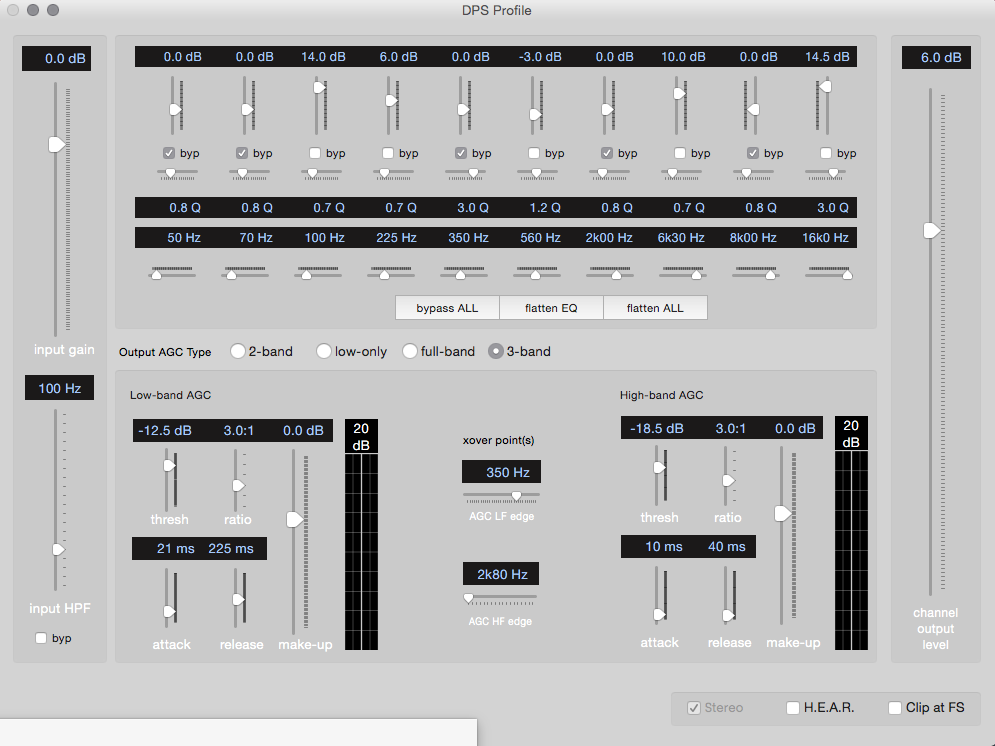 DPS Profile
0.0 dB
0.0 dB 0.0 dB 14.0 dB 6.0 dB 0.0 dB -3.0 dB 0.0 dB 10.0 dB 0.0 dB 14.5 dB
6.0 dB
byp byp byp byp byp byp byp byp byp byp
0.8 Q 0.8 Q 0.7 Q 0.7 Q 3.0 Q 1.2 Q 0.8 Q 0.7 Q 0.8 Q 3.0 Q
50 Hz 70 Hz 100 Hz 225 Hz 350 Hz 560 Hz 2k00 Hz 6k30 Hz 8k00 Hz 16k0 HZ
bypass ALL flatten EQ flatten ALL
input gain
Output AGC Type 2-band low-only full-band 3-band
100 Hz
Low-band AGC
High-band AGC
-12.5 dB 3.0:1 0.0 dB
20
dB
xover point(s)
-18.5 dB 3.0:1 0.0 dB
20
dB
350 Hz
AGC LF edge
thresh ratio
thresh ratio
21 ms 225 ms
10 ms 40 ms
2k80 Hz
AGC HF edge
input HPF
byp
attack release make-up
attack release make-up
channel
output
level
Stereo H.E.A.R. Clip at FS